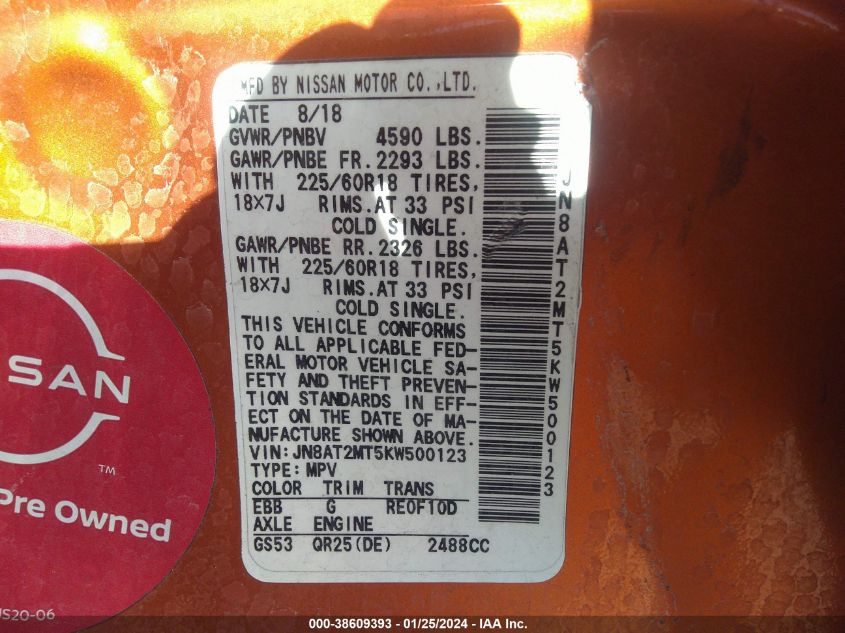 MFD BY NISSAN MOTOR CO.,LTD.
DATE 8/18
GVWR/PNBV 4590 LBS.
GAWR/PNBE FR. 2293 LBS.
WITH 225/60R18 TIRES,
18X7J RIMS. AT 33 PSI
COLD SINGLE.
GAWR/PNBE RR. 2326 LBS.
WITH 225/60R18 TIRES,
18X7J RIMS. AT 33 PSI
COLD SINGLE.
THIS VEHICLE CONFORMS
TO ALL APPLICABLE FED-
ERAL MOTOR VEHICLE SA-
FETY AND THEFT PREVEN-
TION STANDARDS IN EFF-
ECT ON THE DATE OF MA-
NUFACTURE SHOWN ABOVE.
VIN: JN8AT2MT5KW500123
TYPE: MPV
COLOR TRIM TRANS
EBB G RE0F10D
AXLE ENGINE
GS53 QR25(DE) 2488CC
JN8AT2MT5KW500123
SSAN
Pre Owned
US20-06
000-38609393 - 01/25/2024 - IAA Inc.